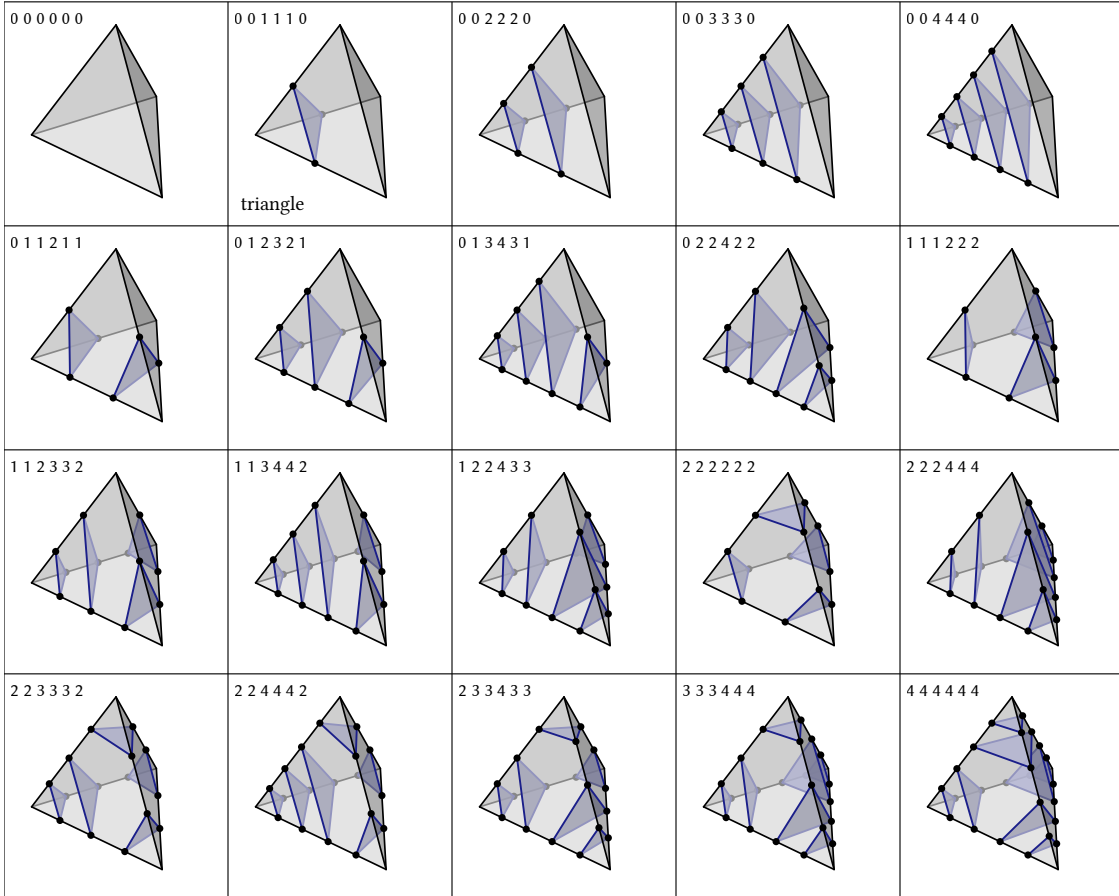 0 0 0 0 0 0
0 0 1 1 1 0
0 0 2 2 2 0
0 0 3 3 3 0
0 0 4 4 4 0
triangle
0 1 1 2 1 1
0 1 2 3 2 1
0 1 3 4 3 1
0 2 2 4 2 2
1 1 1 2 2 2
1 1 2 3 3 2
1 1 3 4 4 2
1 2 2 4 3 3
2 2 2 2 2 2
2 2 2 4 4 4
2 2 3 3 3 2
2 2 4 4 4 2
2 3 3 4 3 3
3 3 3 4 4 4
4 4 4 4 4 4